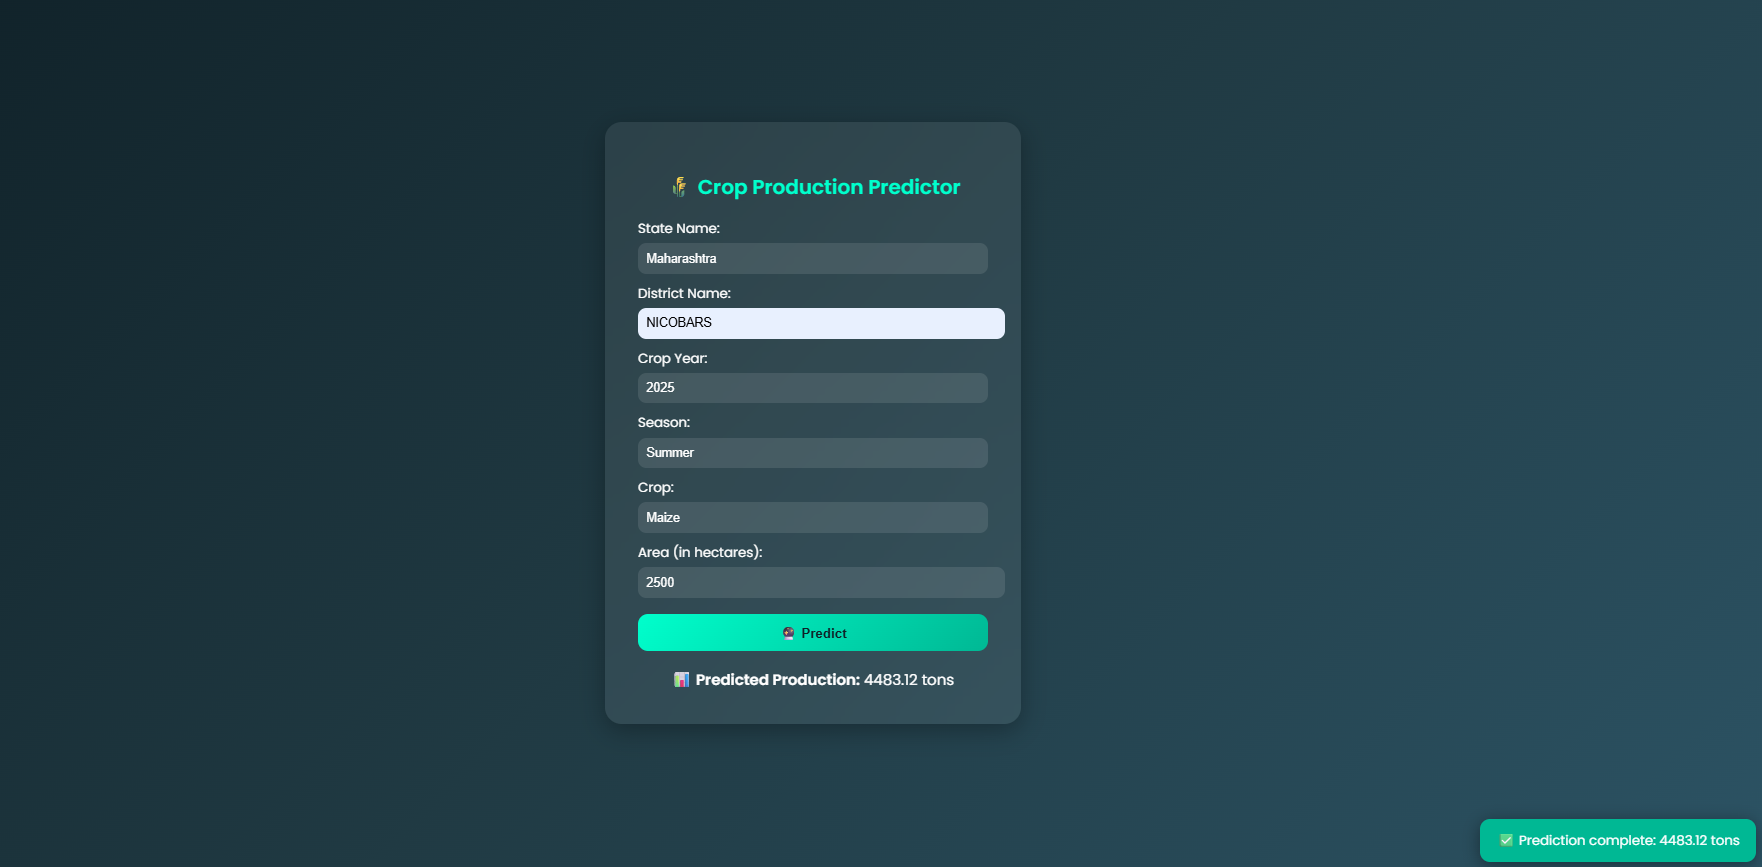 Crop Production Predictor
State Name:
Maharashtra
District Name:
NICOBARS
Crop Year:
2025
Season:
Summer
Crop:
Maize
Area (in hectares):
2500
Predict
Predicted Production: 4483.12 tons
Prediction complete: 4483.12 tons